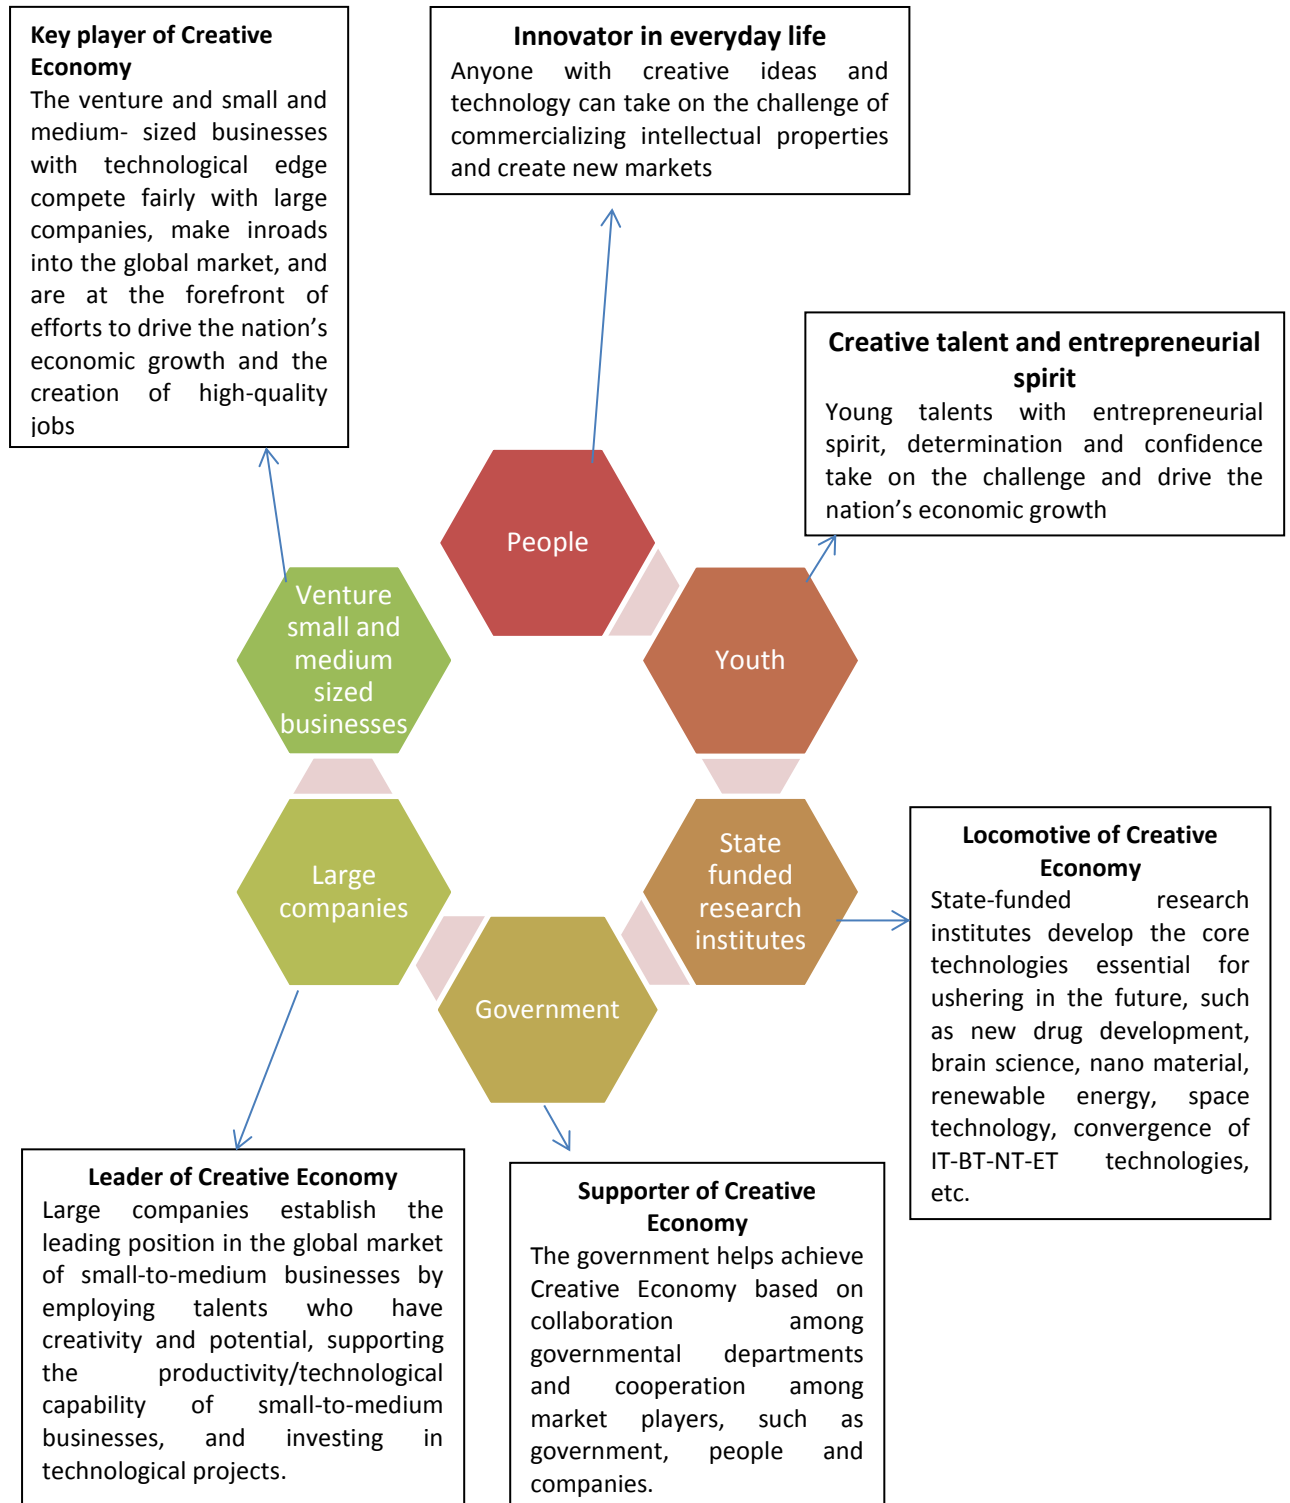 Key player of Creative
Economy
The venture and small and
medium- sized businesses
with technological edge
compete fairly with large
companies, make inroads
into the global market, and
are at the forefront of
efforts to drive the nation’s
economic growth and the
creation of high-quality
jobs
Innovator in everyday life
Anyone with creative ideas and
technology can take on the challenge of
commercializing intellectual properties
and create new markets
Creative talent and entrepreneurial
spirit
Young talents with entrepreneurial
spirit, determination and confidence
take on the challenge and drive the
nation’s economic growth
People
Venture
small and
medium
sized
businesses
Youth
Large
companies
State
funded
research
institutes
Government
Locomotive of Creative
Economy
State-funded research
institutes develop the core
technologies essential for
ushering in the future, such
as new drug development,
brain science, nano material,
renewable energy, space
technology, convergence of
IT-BT-NT-ET technologies,
etc.
Leader of Creative Economy
Large companies establish the
leading position in the global market
of small-to-medium businesses by
employing talents who have
creativity and potential, supporting
the productivity/technological
capability of small-to-medium
businesses, and investing in
technological projects.
Supporter of Creative
Economy
The government helps achieve
Creative Economy based on
collaboration among
governmental departments
and cooperation among
market players, such as
government, people and
companies.